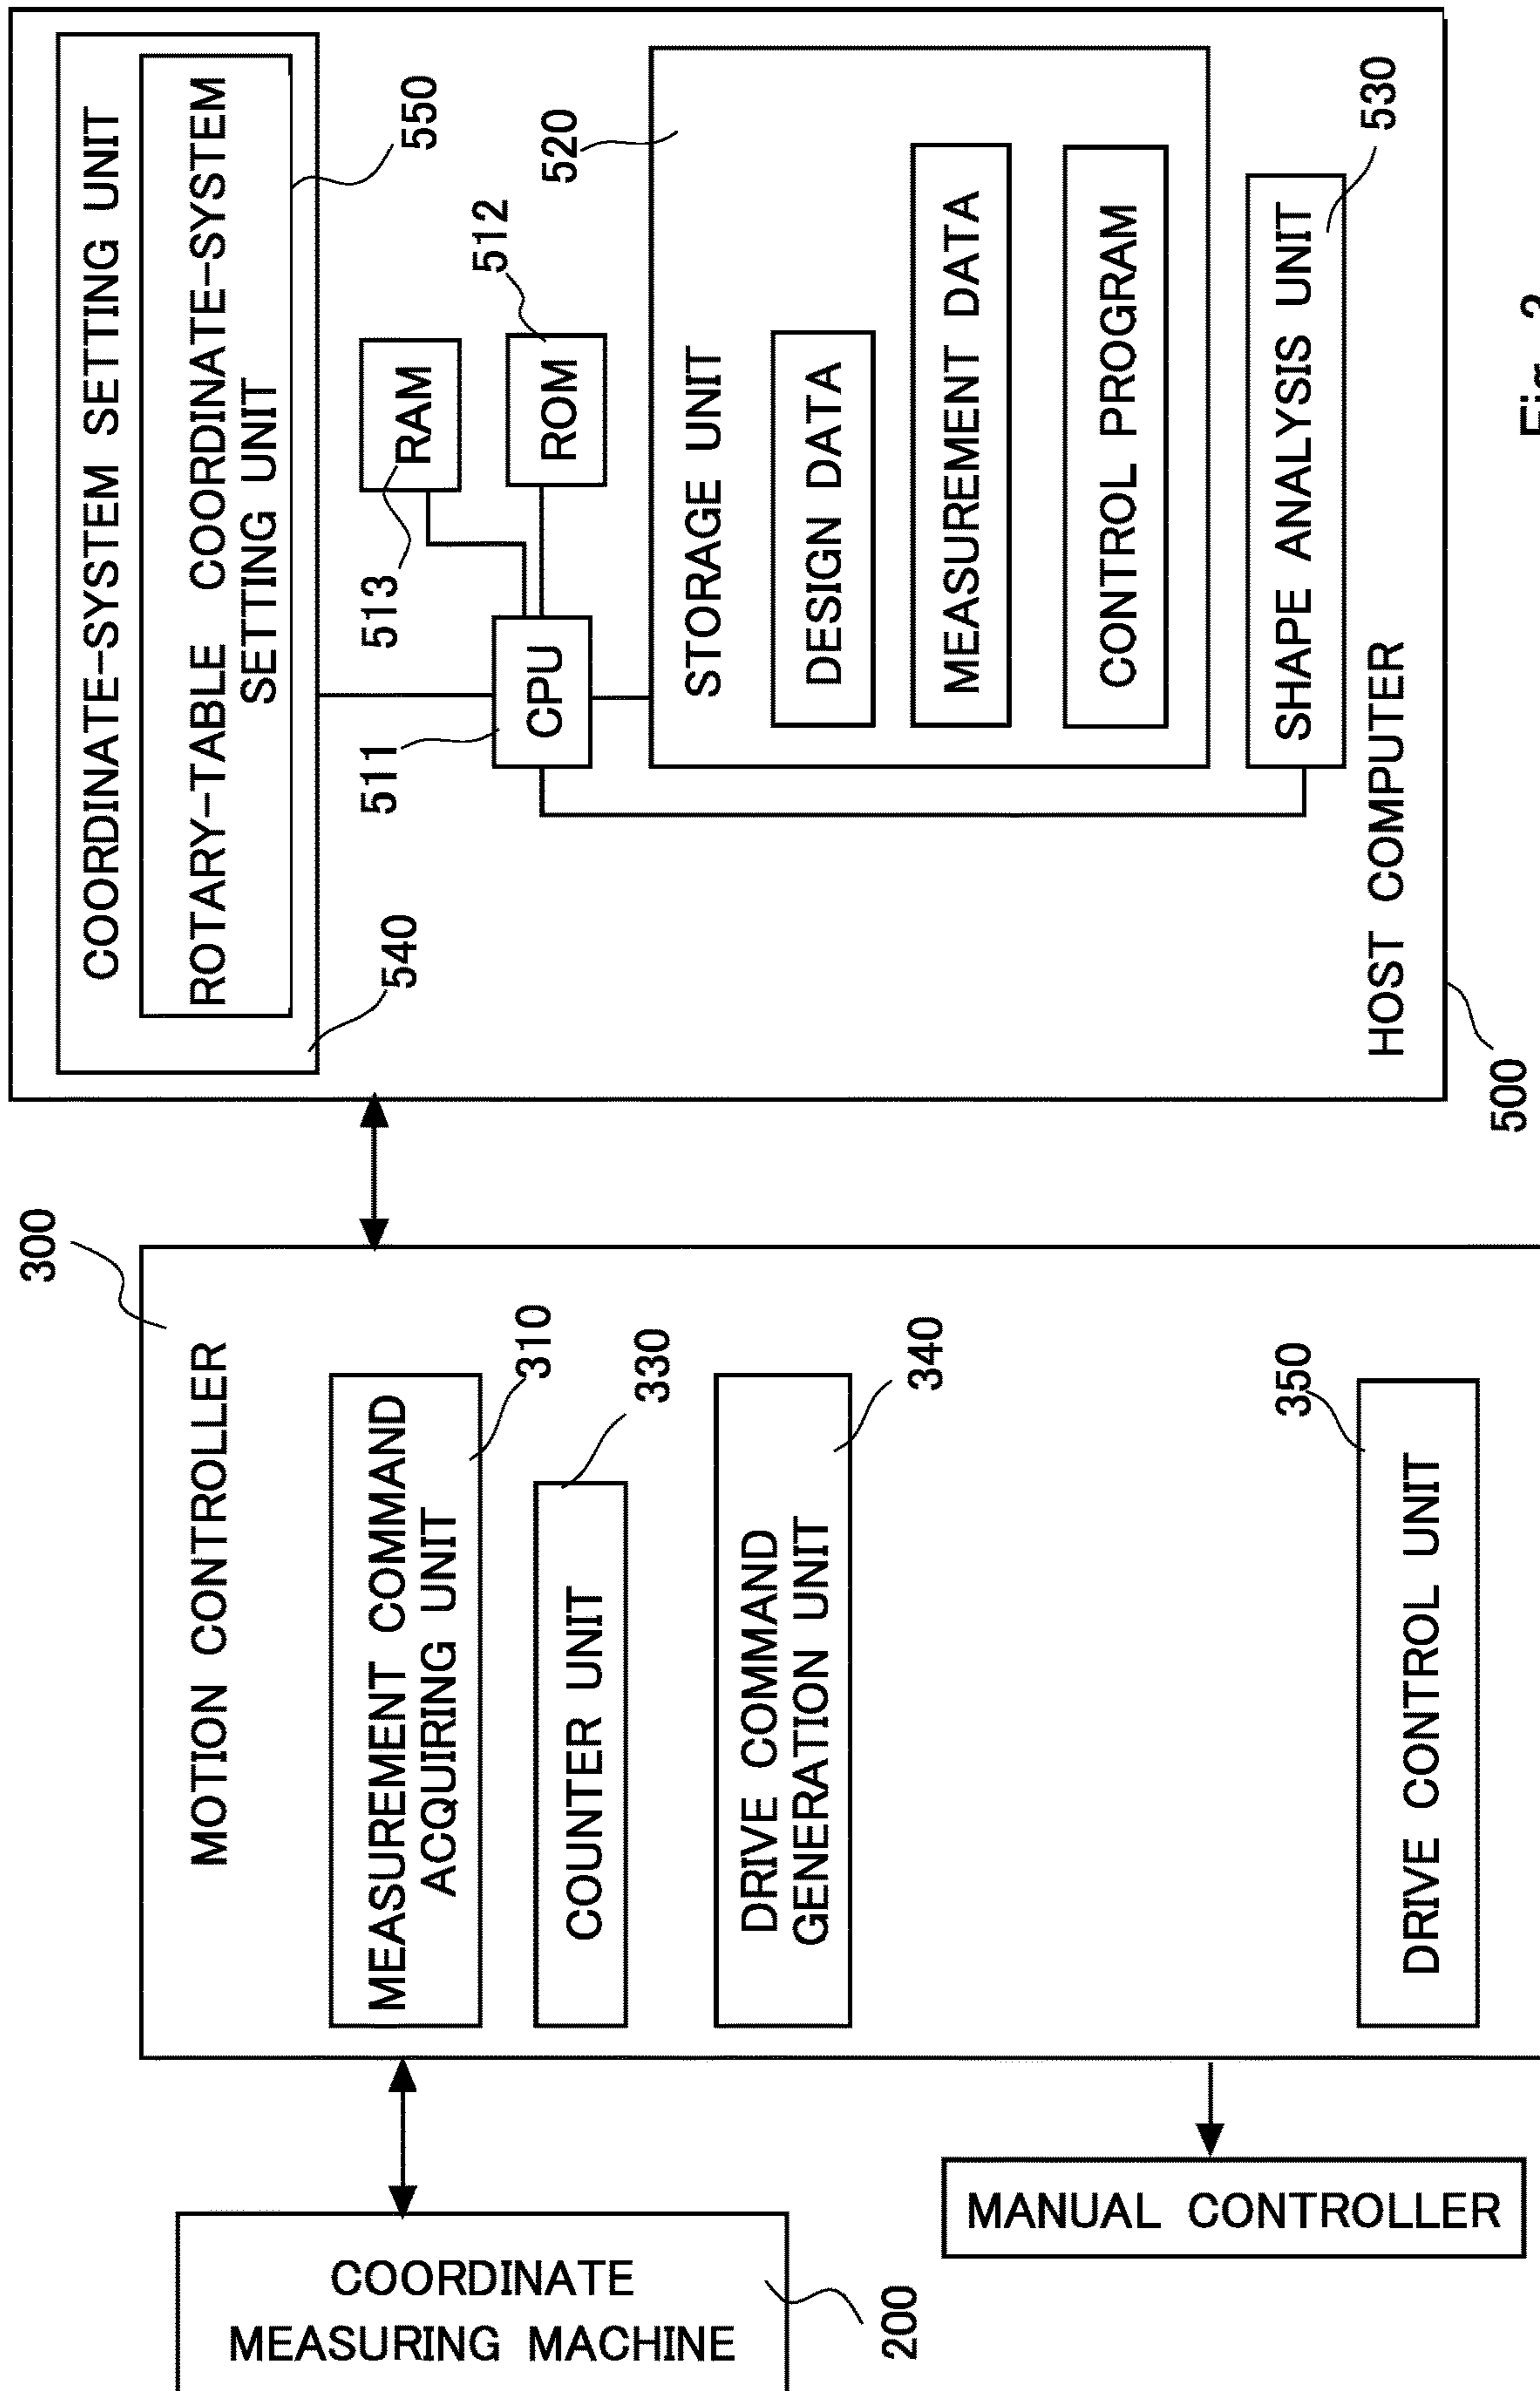 COORDINATE-SYSTEM SETTING UNIT
ROTARY-TABLE COORDINATE-SYSTEM
SETTING UNIT
550
540
RAM
513
ROM
512
CPU
511
520
STORAGE UNIT
DESIGN DATA
MEASUREMENT DATA
CONTROL PROGRAM
SHAPE ANALYSIS UNIT
530
HOST COMPUTER
500
300
MOTION CONTROLLER
MEASUREMENT COMMAND
ACQUIRING UNIT
310
COUNTER UNIT
330
DRIVE COMMAND
GENERATION UNIT
340
350
DRIVE CONTROL UNIT
COORDINATE
MEASURING MACHINE
200
MANUAL CONTROLLER
Fig.